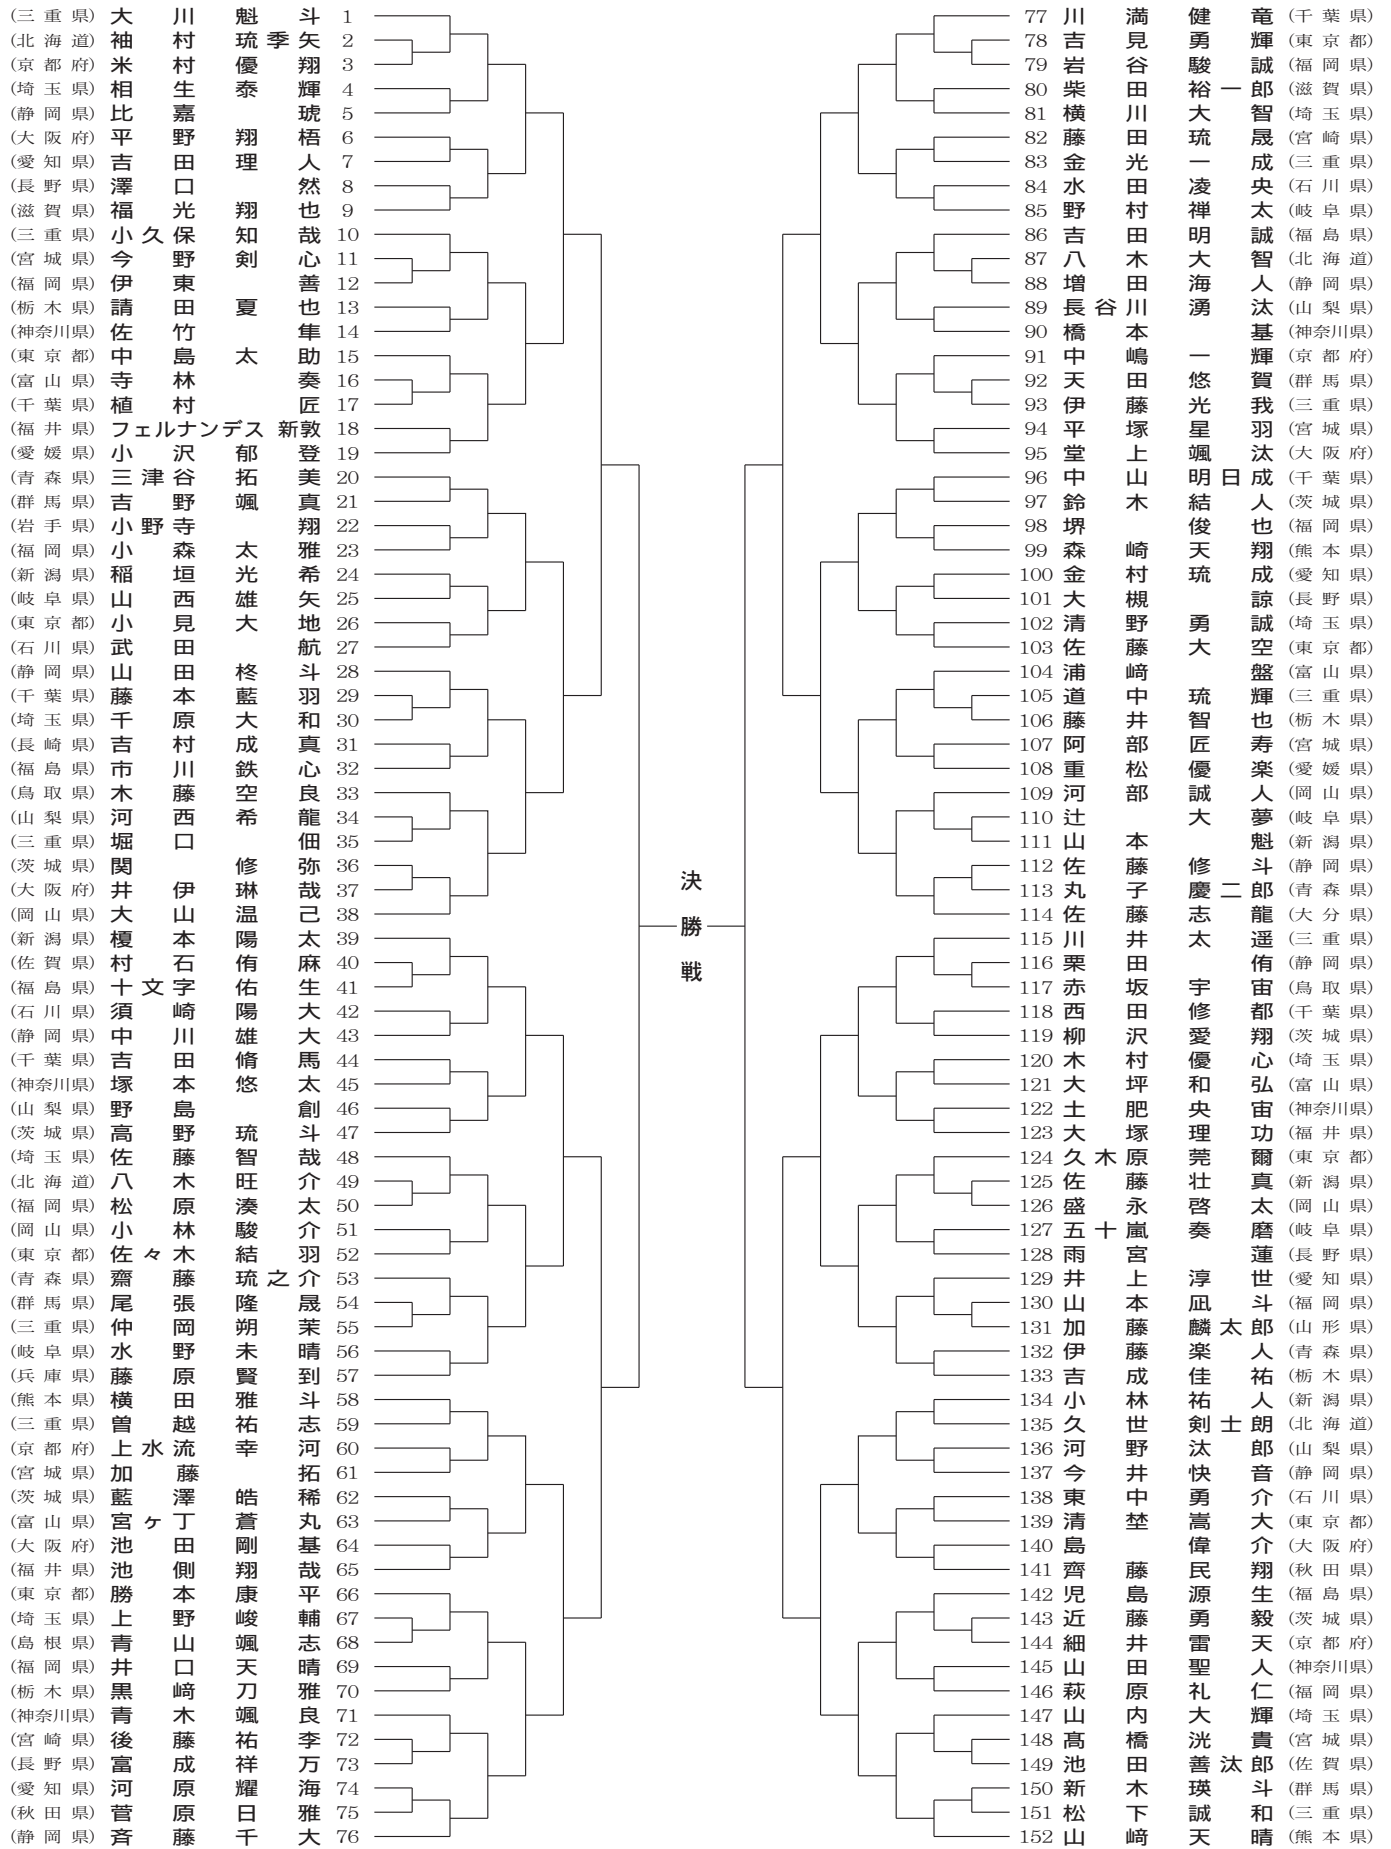 (三重県) 大川魁斗 1
(北海道) 袖村琉季矢 2
(京都府) 米村優翔 3
(埼玉県) 相生泰輝 4
(静岡県) 比嘉琥 5
(大阪府) 平野翔梧 6
(愛知県) 吉田理人 7
(長野県) 澤口然 8
(滋賀県) 福光翔也 9
(三重県) 小久保知哉 10
(宮城県) 今野剣心 11
(福岡県) 伊東善 12
(栃木県) 請田夏也 13
(神奈川県) 佐竹隼 14
(東京都) 中島太助 15
(富山県) 寺林奏 16
(千葉県) 植村匠 17
(福井県) フェルナンデス 新敦 18
(愛媛県) 小沢郁登 19
(青森県) 三津谷拓美 20
(群馬県) 吉野颯真 21
(岩手県) 小野寺翔 22
(福岡県) 小森太雅 23
(新潟県) 稲垣光希 24
(岐阜県) 山西雄矢 25
(東京都) 小見大地 26
(石川県) 武田航 27
(静岡県) 山田柊斗 28
(千葉県) 藤本藍羽 29
(埼玉県) 千原大和 30
(長崎県) 吉村成真 31
(福島県) 市川鉄心 32
(鳥取県) 木藤空良 33
(山梨県) 河西希龍 34
(三重県) 堀口佃 35
(茨城県) 関修弥 36
(大阪府) 井伊琳哉 37
(岡山県) 大山温己 38
(新潟県) 榎本陽太 39
(佐賀県) 村石侑麻 40
(福島県) 十文字佑生 41
(石川県) 須崎陽大 42
(静岡県) 中川雄大 43
(千葉県) 吉田脩馬 44
(神奈川県) 塚本悠太 45
(山梨県) 野島創 46
(茨城県) 高野琉斗 47
(埼玉県) 佐藤智哉 48
(北海道) 八木旺介 49
(福岡県) 松原湊太 50
(岡山県) 小林駿介 51
(東京都) 佐々木結羽 52
(青森県) 齋藤琉之介 53
(群馬県) 尾張隆晟 54
(三重県) 仲岡朔茉 55
(岐阜県) 水野未晴 56
(兵庫県) 藤原賢到 57
(熊本県) 横田雅斗 58
(三重県) 曽越祐志 59
(京都府) 上水流幸河 60
(宮城県) 加藤拓 61
(茨城県) 藍澤皓稀 62
(富山県) 宮ヶ丁蒼丸 63
(大阪府) 池田剛基 64
(福井県) 池側翔哉 65
(東京都) 勝本康平 66
(埼玉県) 上野峻輔 67
(島根県) 青山颯志 68
(福岡県) 井口天晴 69
(栃木県) 黒﨑刀雅 70
(神奈川県) 青木颯良 71
(宮崎県) 後藤祐李 72
(長野県) 富成祥万 73
(愛知県) 河原耀海 74
(秋田県) 菅原日雅 75
(静岡県) 斉藤千大 76
決勝戦
77 川満健竜 (千葉県)
78 吉見勇輝 (東京都)
79 岩谷駿誠 (福岡県)
80 柴田裕一郎 (滋賀県)
81 横川大智 (埼玉県)
82 藤田琉晟 (宮崎県)
83 金光一成 (三重県)
84 水田凌央 (石川県)
85 野村禅太 (岐阜県)
86 吉田明誠 (福島県)
87 八木大智 (北海道)
88 増田海人 (静岡県)
89 長谷川湧汰 (山梨県)
90 橋本基 (神奈川県)
91 中嶋一輝 (京都府)
92 天田悠賀 (群馬県)
93 伊藤光我 (三重県)
94 平塚星羽 (宮城県)
95 堂上颯汰 (大阪府)
96 中山明日成 (千葉県)
97 鈴木結人 (茨城県)
98 堺俊也 (福岡県)
99 森崎天翔 (熊本県)
100 金村琉成 (愛知県)
101 大槻諒 (長野県)
102 清野勇誠 (埼玉県)
103 佐藤大空 (東京都)
104 浦﨑盤 (富山県)
105 道中琉輝 (三重県)
106 藤井智也 (栃木県)
107 阿部匠寿 (宮城県)
108 重松優楽 (愛媛県)
109 河部誠人 (岡山県)
110 辻大夢 (岐阜県)
111 山本魁 (新潟県)
112 佐藤修斗 (静岡県)
113 丸子慶二郎 (青森県)
114 佐藤志龍 (大分県)
115 川井太遥 (三重県)
116 栗田侑 (静岡県)
117 赤坂宇宙 (鳥取県)
118 西田修都 (千葉県)
119 柳沢愛翔 (茨城県)
120 木村優心 (埼玉県)
121 大坪和弘 (富山県)
122 土肥央宙 (神奈川県)
123 大塚理功 (福井県)
124 久木原莞爾 (東京都)
125 佐藤壮真 (新潟県)
126 盛永啓太 (岡山県)
127 五十嵐奏磨 (岐阜県)
128 雨宮蓮 (長野県)
129 井上淳世 (愛知県)
130 山本凪斗 (福岡県)
131 加藤麟太郎 (山形県)
132 伊藤楽人 (青森県)
133 吉成佳祐 (栃木県)
134 小林祐人 (新潟県)
135 久世剣士朗 (北海道)
136 河野汰郎 (山梨県)
137 今井快音 (静岡県)
138 東中勇介 (石川県)
139 清埜嵩大 (東京都)
140 島偉介 (大阪府)
141 齊藤民翔 (秋田県)
142 児島源生 (福島県)
143 近藤勇毅 (茨城県)
144 細井雷天 (京都府)
145 山田聖人 (神奈川県)
146 萩原礼仁 (福岡県)
147 山内大輝 (埼玉県)
148 髙橋洸貴 (宮城県)
149 池田善汰郎 (佐賀県)
150 新木瑛斗 (群馬県)
151 松下誠和 (三重県)
152 山﨑天晴 (熊本県)